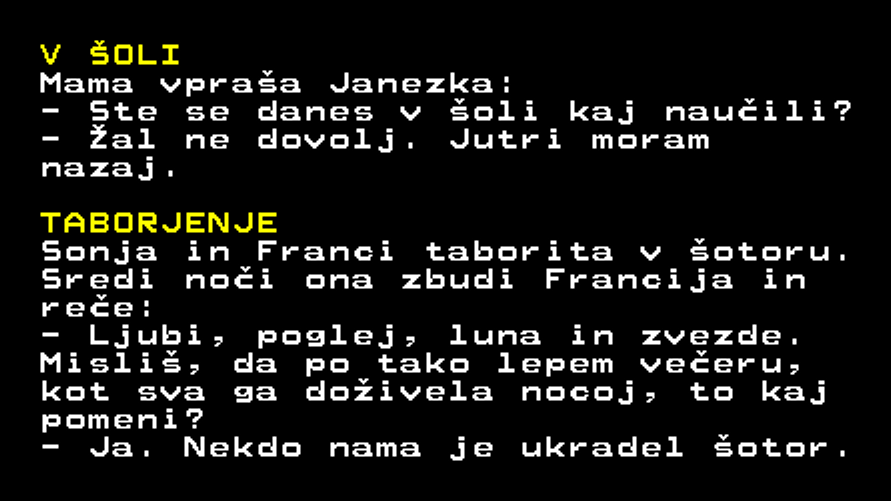 V ŠOLI
Mama vpraša Janezka:
- Ste se danes v šoli kaj naučili?
- Žal ne dovolj. Jutri moram
nazaj.
TABORJENJE
Sonja in Franci taborita v šotoru.
Sredi noči ona zbudi Francija in
reče:
- Ljubi, poglej, luna in zvezde.
Misliš, da po tako lepem večeru,
kot sva ga doživela nocoj, to kaj
pomeni?
- Ja. Nekdo nama je ukradel šotor.